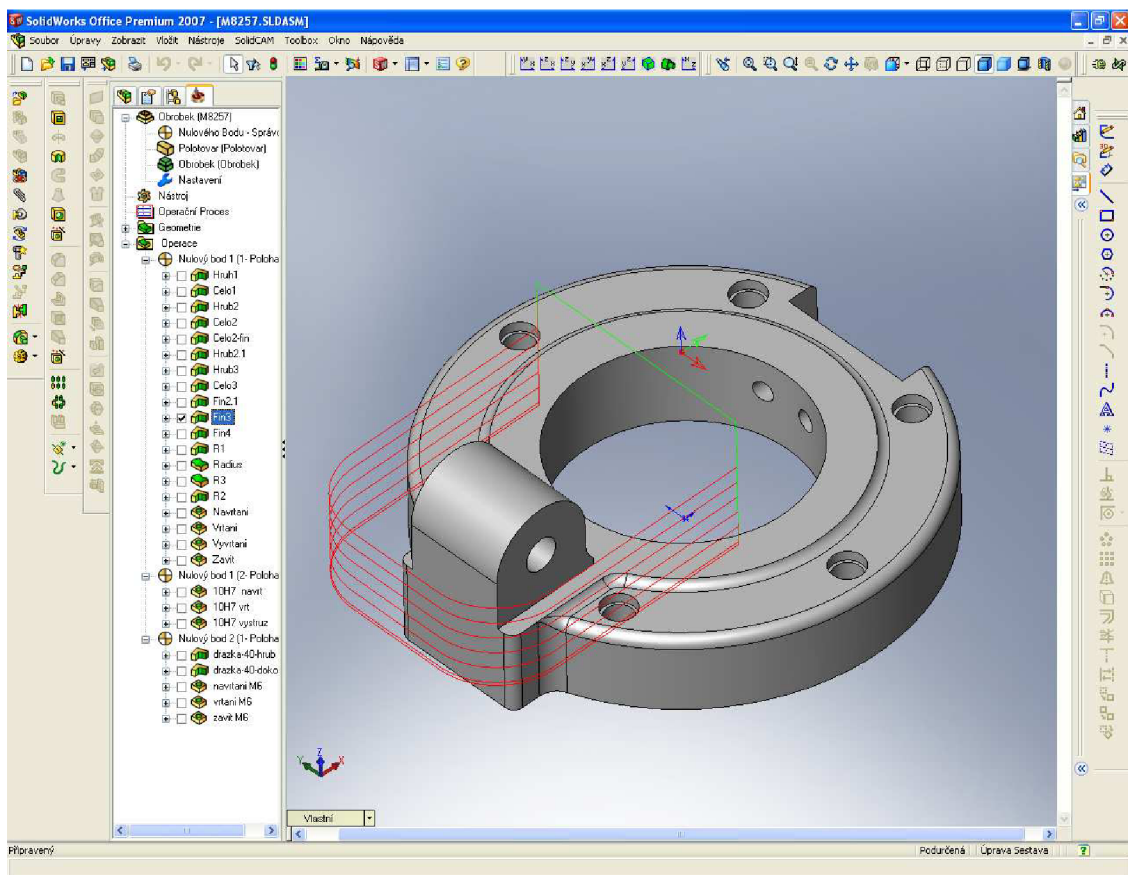 SolidWorks Office Premium 2007 - [M8257.SLDASM]
Soubor Úpravy Zobrazit Vložit Nástroje SolidCAM Toolbox Okno Nápověda
Obrobek (M8257)
Nulového Bodu - Správc
Polotovar (Polotovar)
Obrobek (Obrobek)
Nastavení
Nástroj
Operační Proces
Geometrie
Operace
Nulový bod 1 (1- Poloha
Hrub1
Celo1
Hrub2
Celo2
Celo2-fin
Hrub2.1
Hrub3
Celo3
Fin2.1
Fin3
Fin4
R1
Radius
R3
R2
Navrtani
Vrtani
Vyvrtani
Zavit
Nulový bod 1 (2- Poloha
10H7 navrt
10H7 vrt
10H7 vystruz
Nulový bod 2 (1- Poloha
drazka-40-hrub
drazka-40-doko
navrtani M6
vrtani M6
zavit M6
Z
Y X
Vlastní
Připravený Podurčená Úprava Sestava